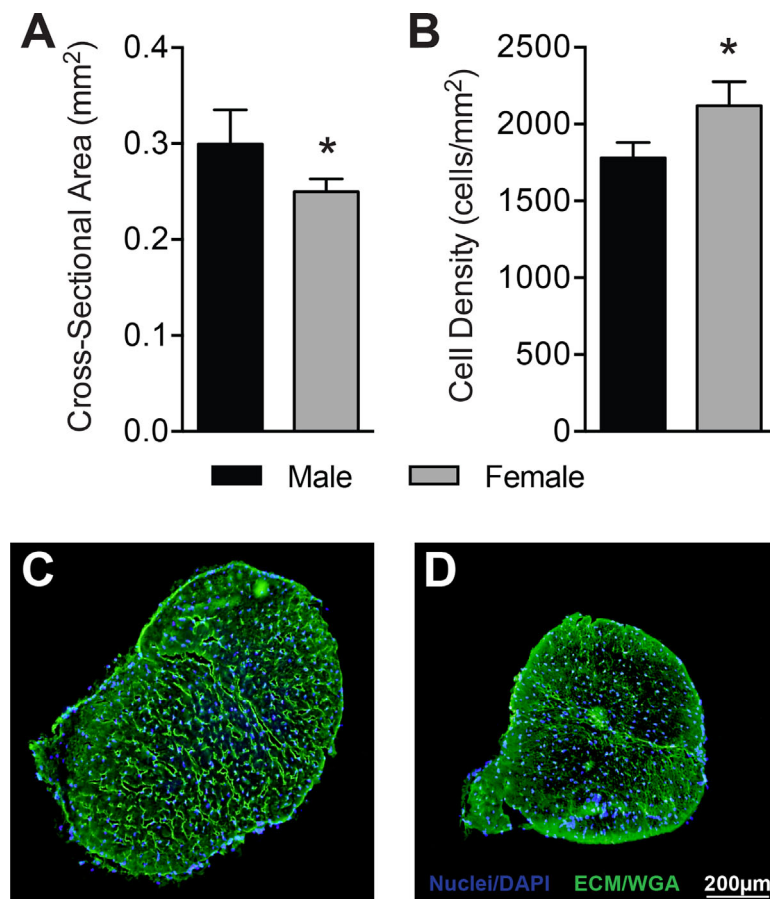 A
Cross-Sectional Area (mm²)
0.4
0.3
0.2
0.1
0.0
*
B
Cell Density (cells/mm²)
2500
2000
1500
1000
500
0
*
Male
Female
C
D
Nuclei/DAPI ECM/WGA 200µm